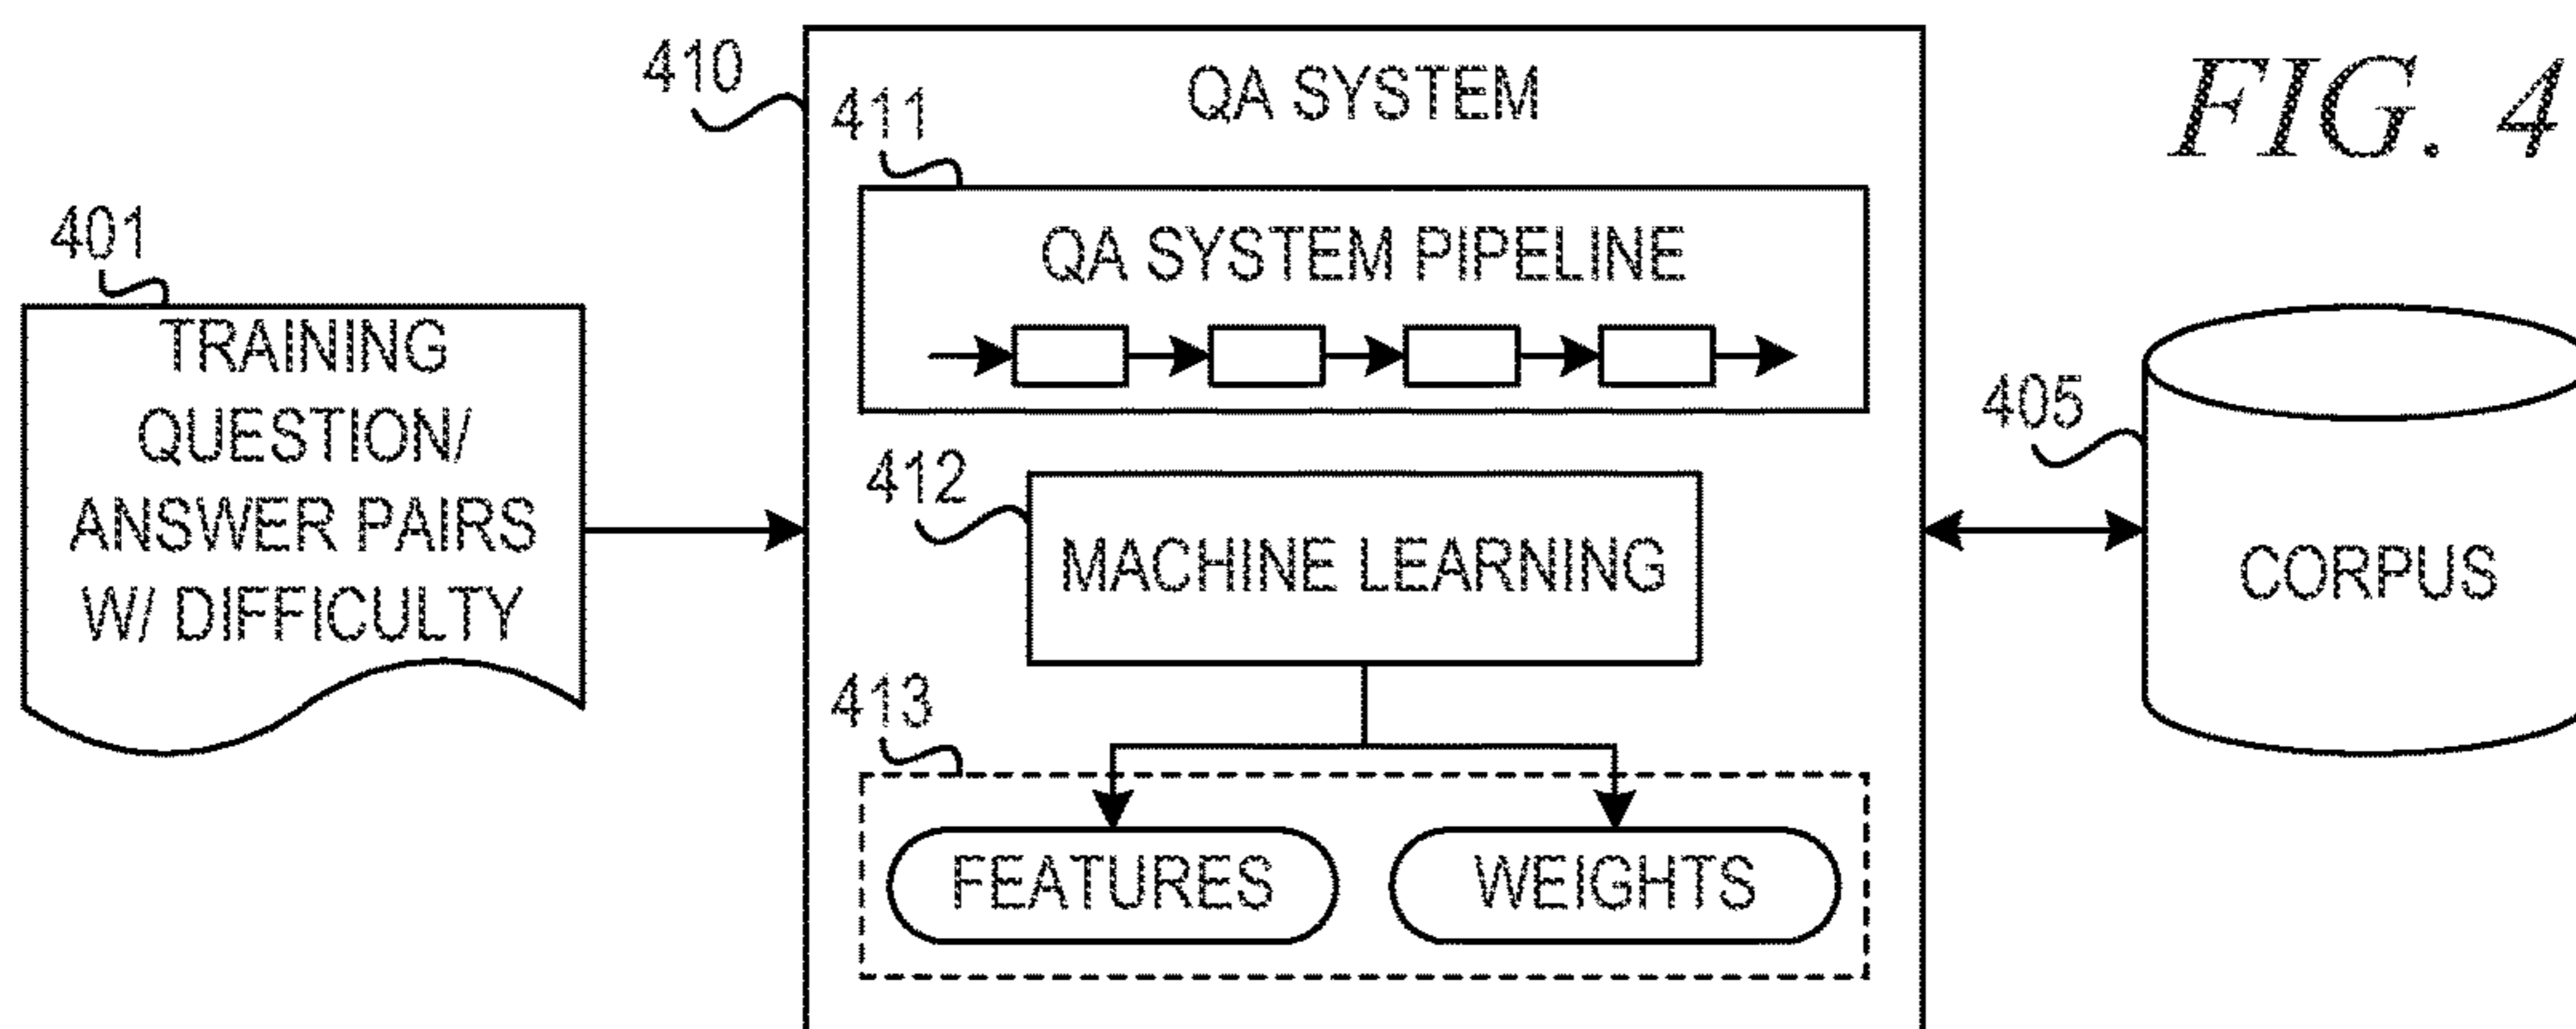 FIG. 4
410
QA SYSTEM
411
QA SYSTEM PIPELINE
401
TRAINING
QUESTION/
ANSWER PAIRS
W/ DIFFICULTY
412
MACHINE LEARNING
405
CORPUS
413
FEATURES
WEIGHTS